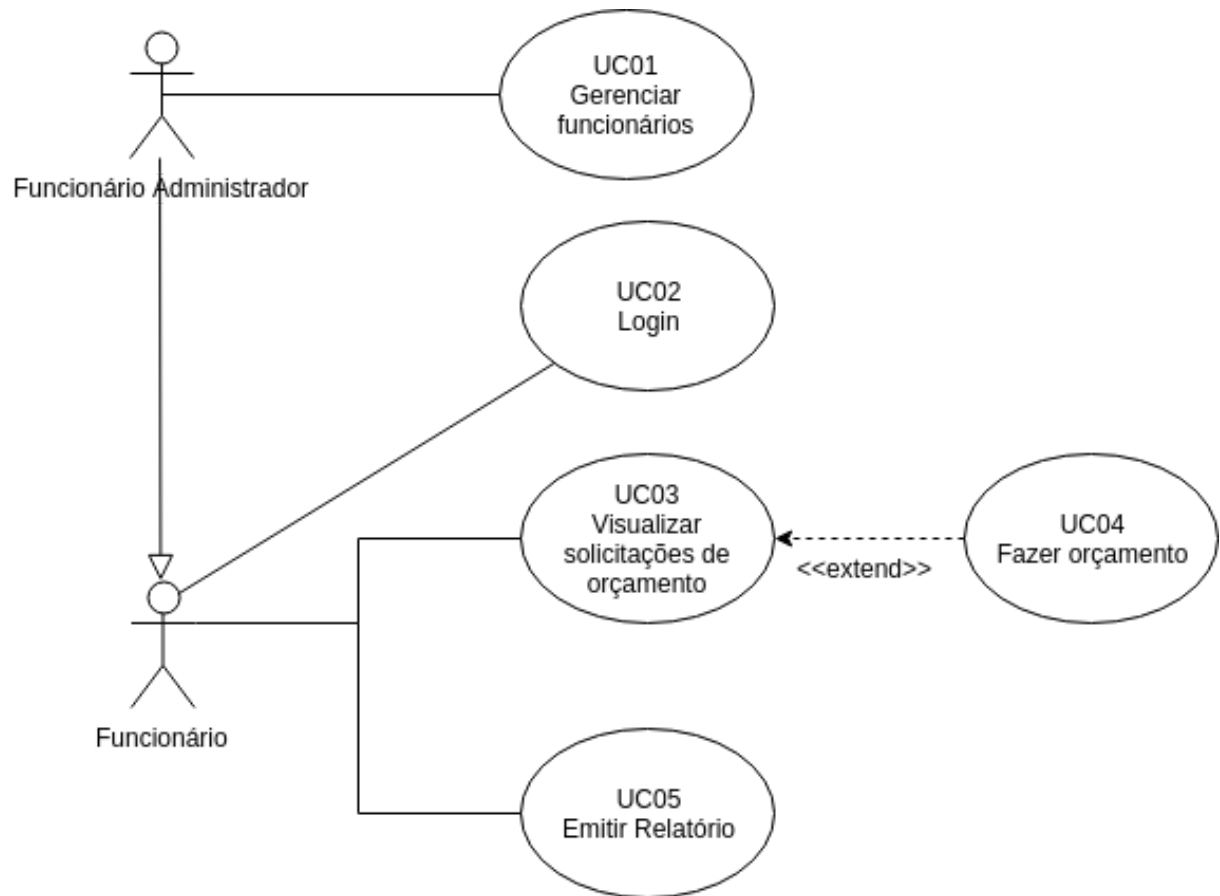 UC01
Gerenciar
funcionários
Funcionário Administrador
UC02
Login
UC03
Visualizar
solicitações de
orçamento
<<extend>>
UC04
Fazer orçamento
Funcionário
UC05
Emitir Relatório